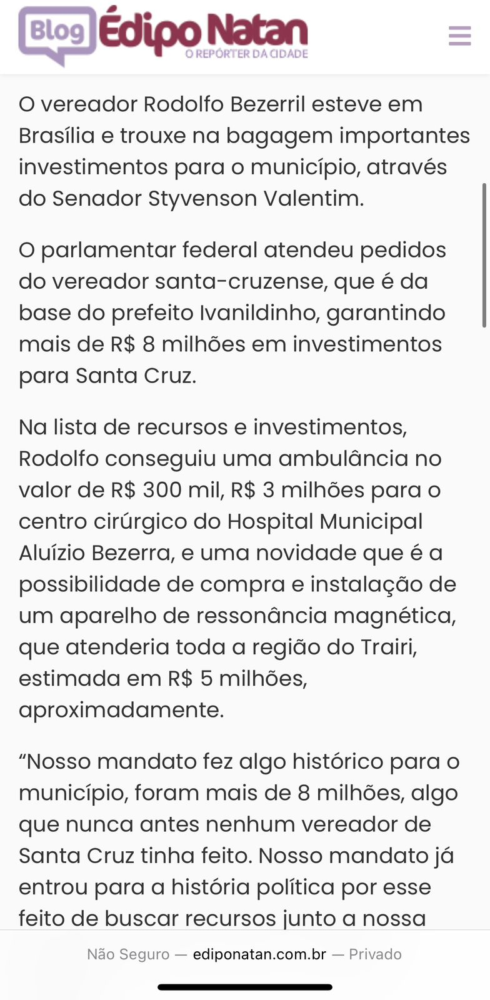 Blog Édipo Natan
O REPÓRTER DA CIDADE
O vereador Rodolfo Bezerril esteve em
Brasília e trouxe na bagagem importantes
investimentos para o município, através
do Senador Styvenson Valentim.
O parlamentar federal atendeu pedidos
do vereador santa-cruzense, que é da
base do prefeito Ivanildinho, garantindo
mais de R$ 8 milhões em investimentos
para Santa Cruz.
Na lista de recursos e investimentos,
Rodolfo conseguiu uma ambulância no
valor de R$ 300 mil, R$ 3 milhões para o
centro cirúrgico do Hospital Municipal
Aluízio Bezerra, e uma novidade que é a
possibilidade de compra e instalação de
um aparelho de ressonância magnética,
que atenderia toda a região do Trairi,
estimada em R$ 5 milhões,
aproximadamente.
“Nosso mandato fez algo histórico para o
município, foram mais de 8 milhões, algo
que nunca antes nenhum vereador de
Santa Cruz tinha feito. Nosso mandato já
entrou para a história política por esse
feito de buscar recursos junto a nossa
Não Seguro — ediponatan.com.br — Privado